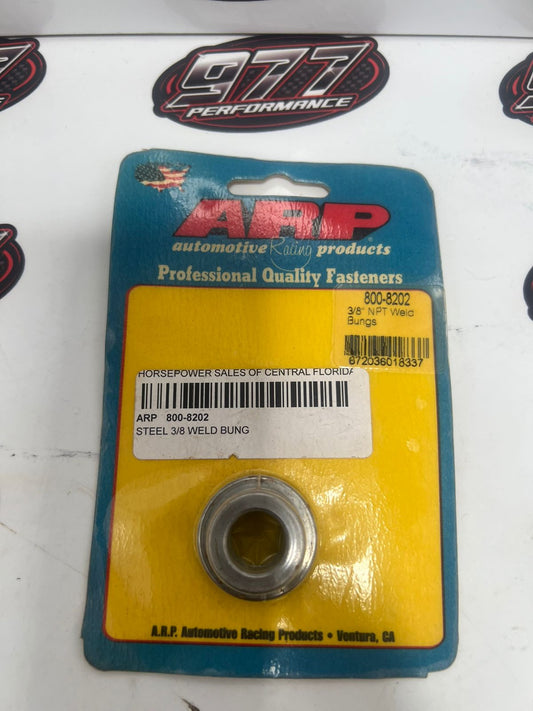 977
PERFORMANCE
ARP
automotive Racing products
Professional Quality Fasteners
800-8202
3/8" NPT Weld
Bungs
672036018337
HORSEPOWER SALES OF CENTRAL FLORIDA
ARP 800-8202
STEEL 3/8 WELD BUNG
A.R.P. Automotive Racing Products • Ventura, CA